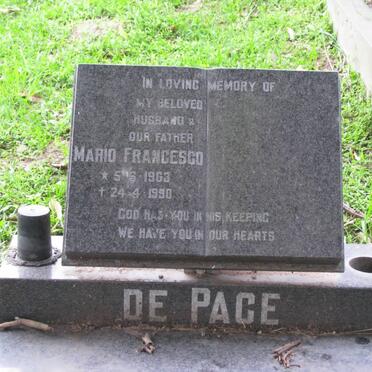 IN LOVING MEMORY OF
MY BELOVED
HUSBAND &
OUR FATHER
MARIO FRANCESCO
* 5-6-1963
† 24-4-1990
GOD HAS YOU IN HIS KEEPING
WE HAVE YOU IN OUR HEARTS
DE PACE